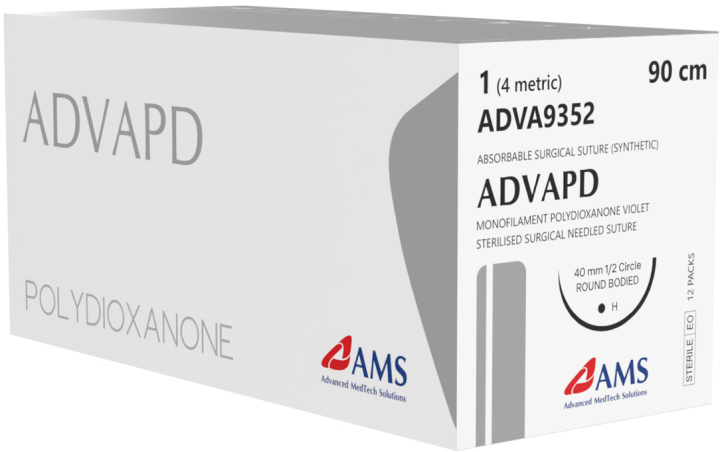 ADVAPD
POLYDIOXANONE
AMS
Advanced MedTech Solutions
1 (4 metric)
90 cm
ADVA9352
ABSORBABLE SURGICAL SUTURE (SYNTHETIC)
ADVAPD
MONOFILAMENT POLYDIOXANONE VIOLET
STERILISED SURGICAL NEEDLED SUTURE
40 mm 1/2 Circle
ROUND BODIED
H
STERILE EO 12 PACKS
AMS
Advanced MedTech Solutions